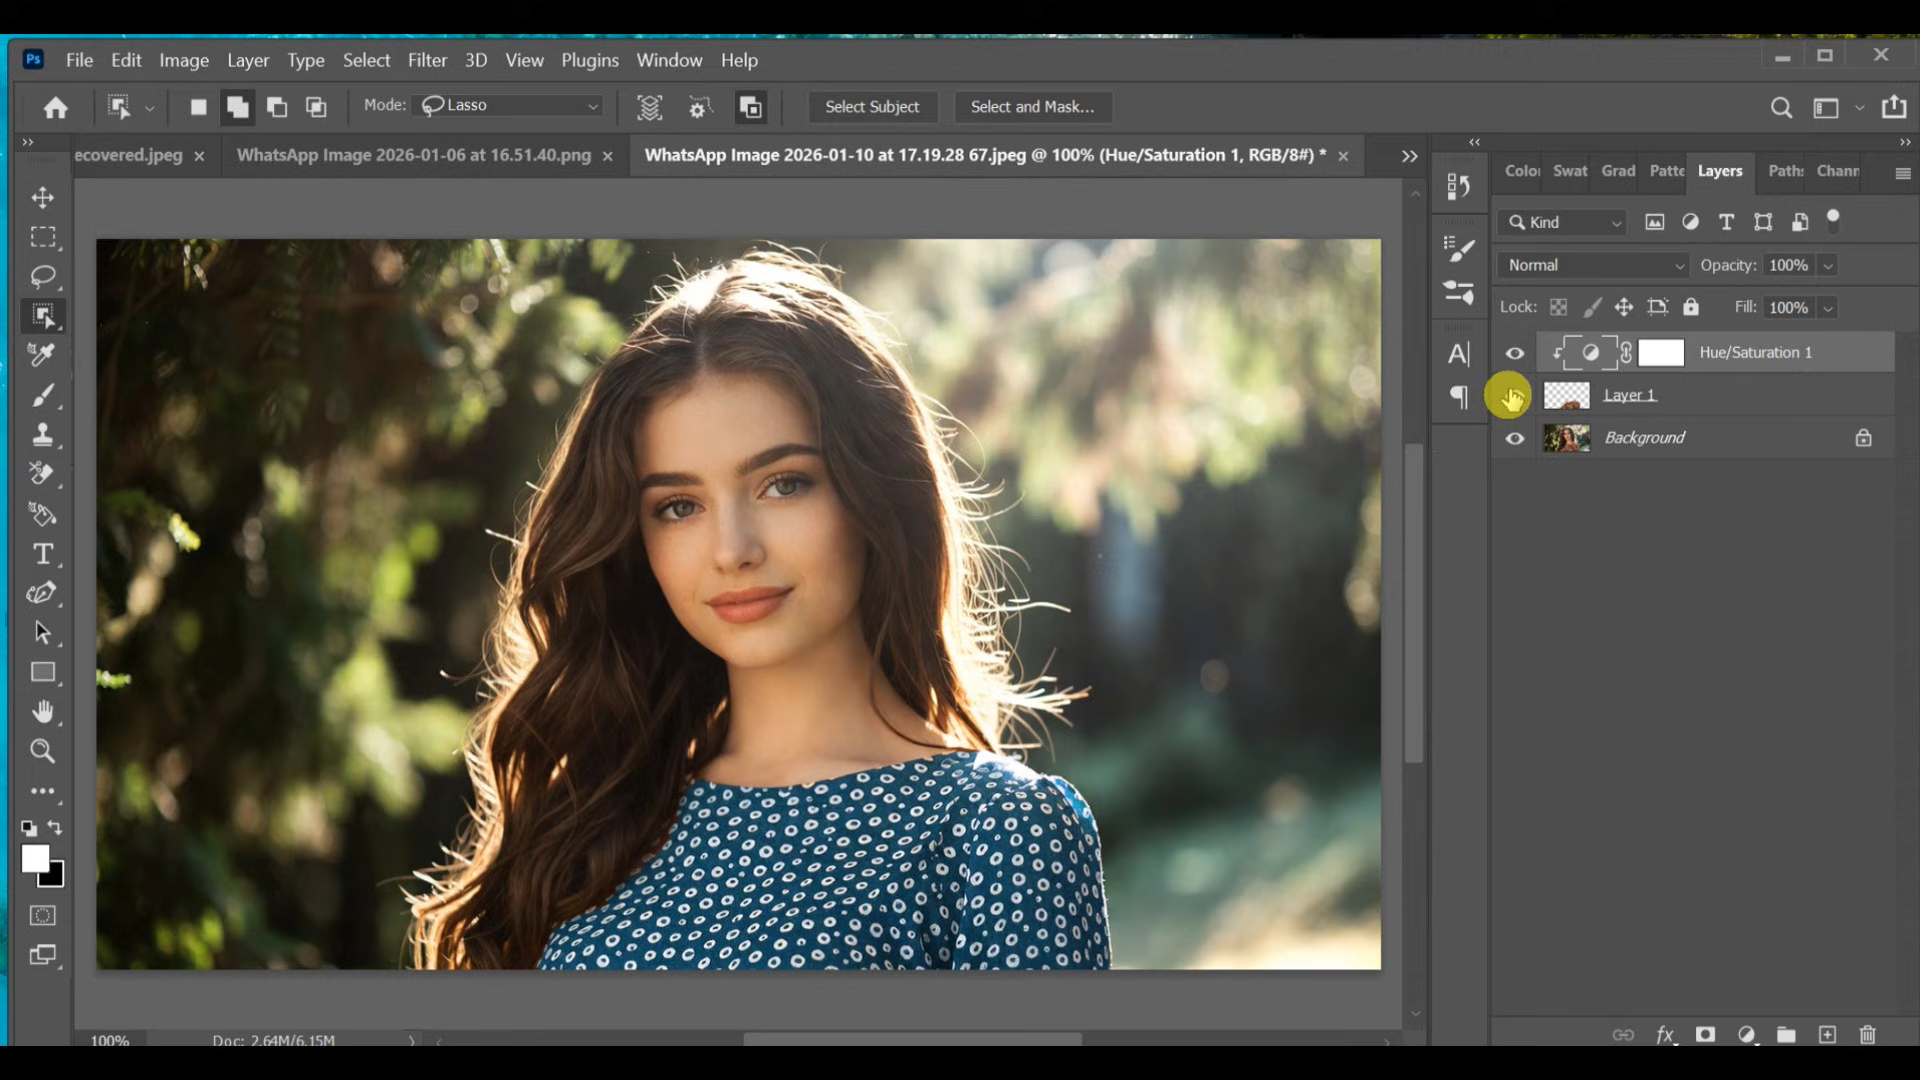 Ps File Edit Image Layer Type Select Filter 3D View Plugins Window Help
Mode: Lasso Select Subject Select and Mask...
ecovered.jpeg × WhatsApp Image 2026-01-06 at 16.51.40.png × WhatsApp Image 2026-01-10 at 17.19.28 67.jpeg @ 100% (Hue/Saturation 1, RGB/8#) * ×
Colo Swat Grad Patte Layers Paths Chann
Kind
Normal Opacity: 100%
Lock: Fill: 100%
Hue/Saturation 1
Layer 1
Background
100% Doc: 2.64M/6.15M